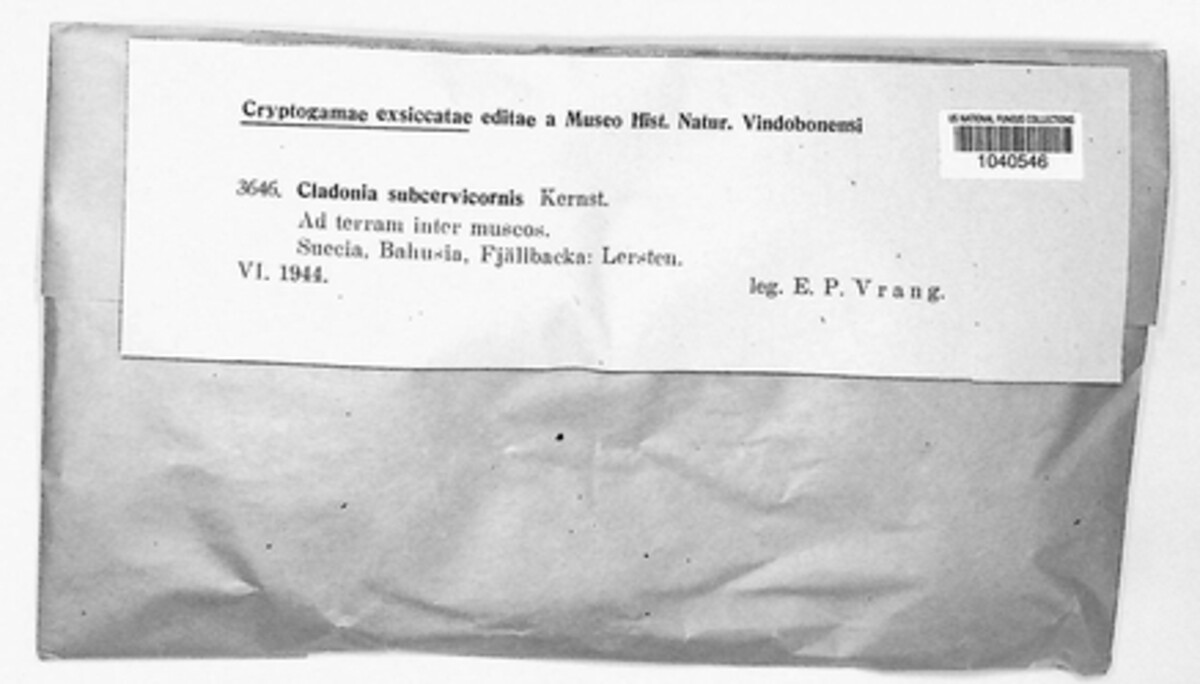 Cryptogamae exsiccatae editae a Museo Hist. Natur. Vindobonensi
US NATIONAL FUNGUS COLLECTIONS
1040546
3646. Cladonia subcervicornis Kernst.
Ad terram inter muscos.
Suecia, Bahusia, Fjällbacka: Lersten.
VI. 1944.
leg. E. P. Vrang.